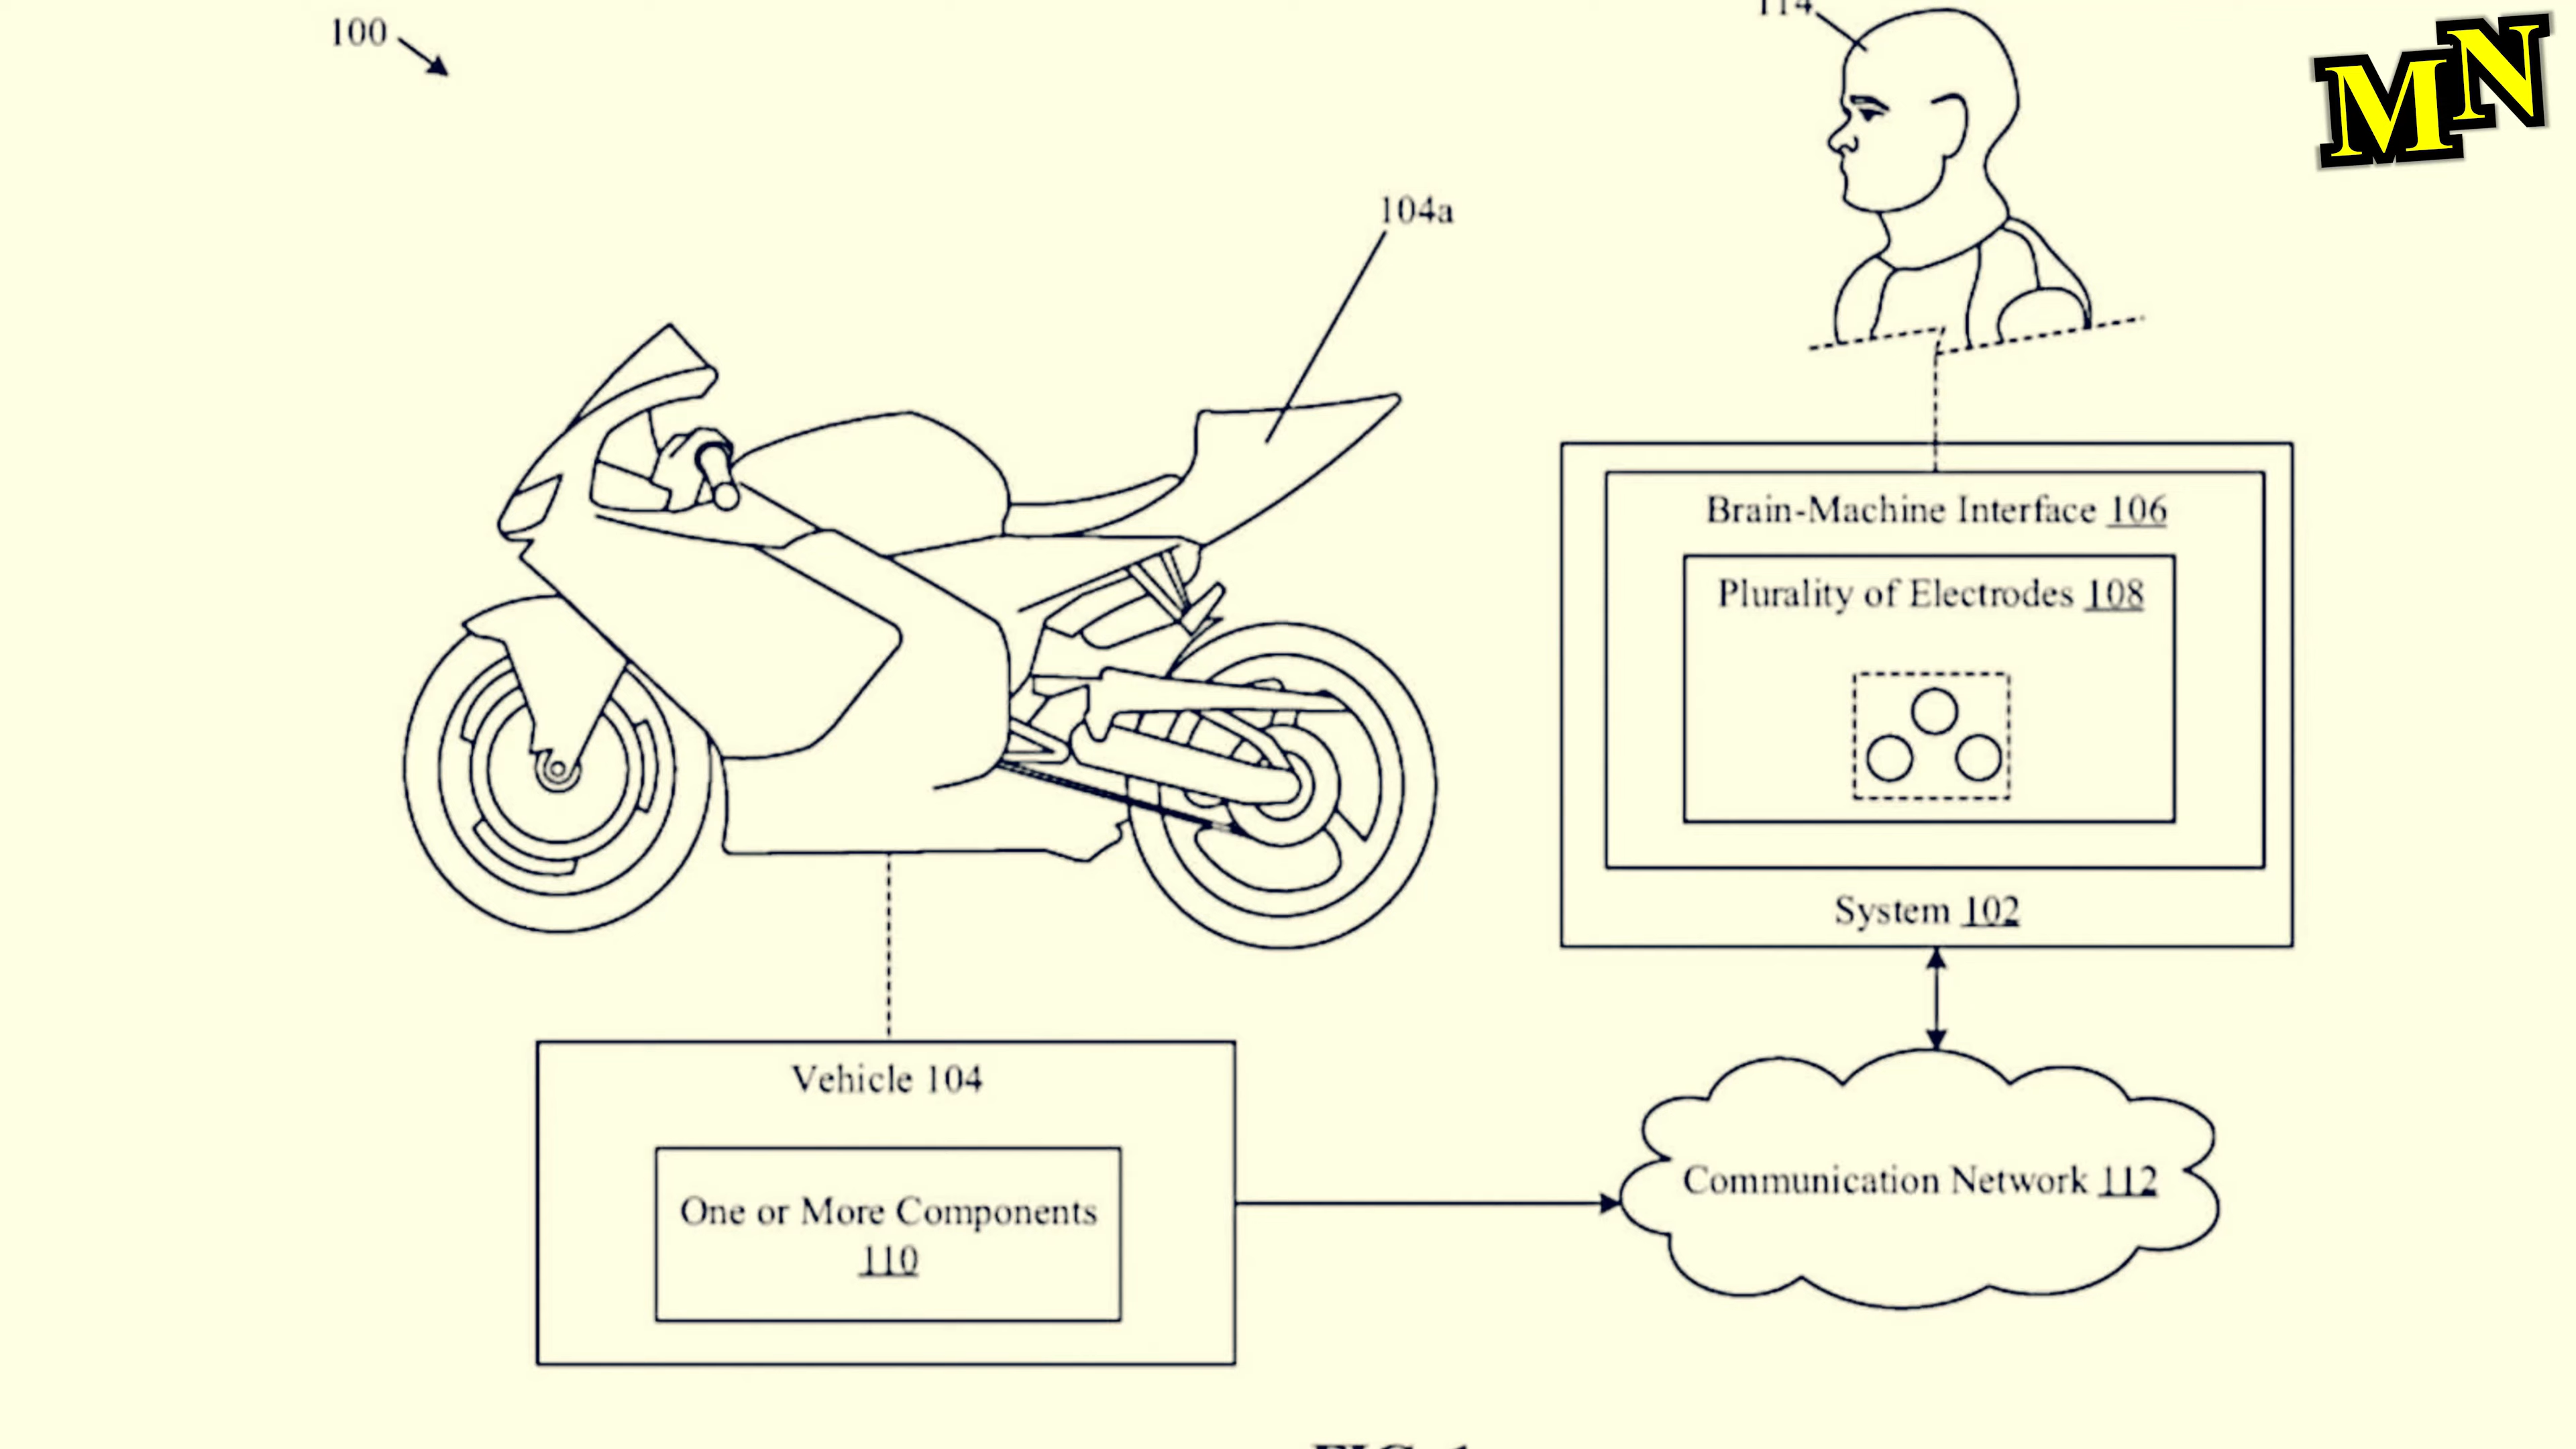 100
114
MN
104a
Brain-Machine Interface 106
Plurality of Electrodes 108
System 102
Vehicle 104
One or More Components
110
Communication Network 112